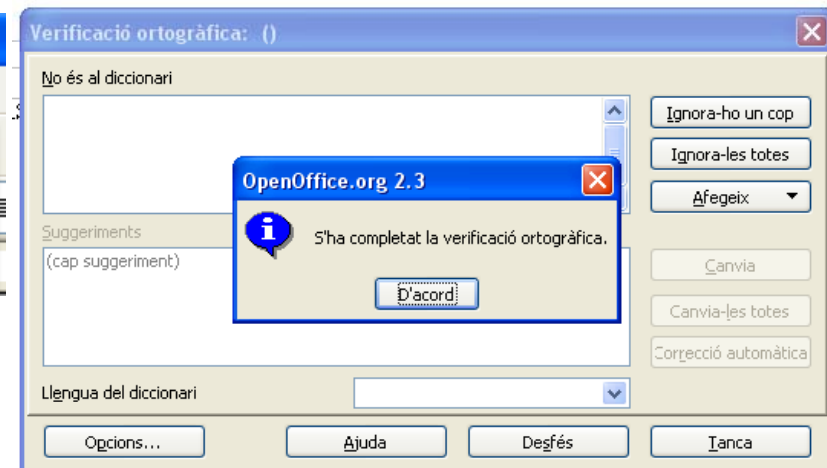 Verificació ortogràfica: ()
No és al diccionari
Ignora-ho un cop
Ignora-les totes
Afegeix
OpenOffice.org 2.3
S'ha completat la verificació ortogràfica.
D'acord
Suggeriments
(cap suggeriment)
Canvia
Canvia-les totes
Correcció automàtica
Llengua del diccionari
Opcions...
Ajuda
Desfés
Tanca